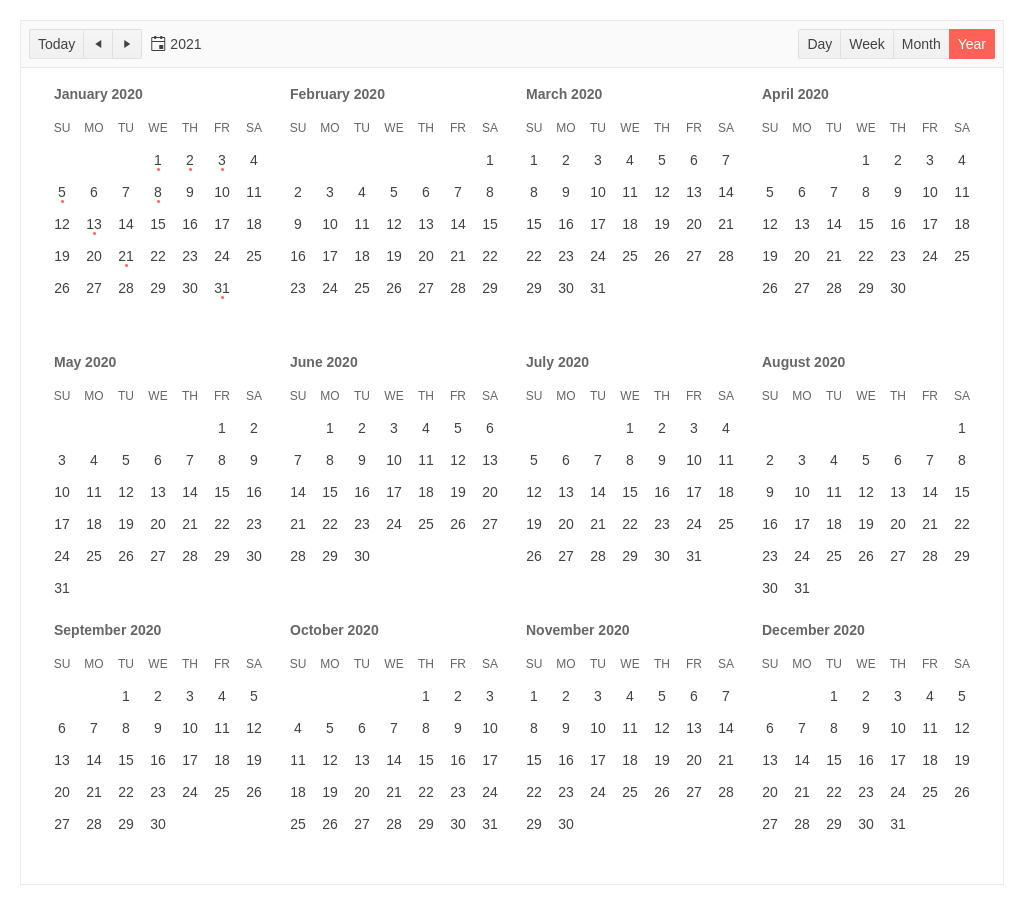 Today 2021 Day Week Month Year
January 2020 February 2020 March 2020 April 2020
SU MO TU WE TH FR SA SU MO TU WE TH FR SA SU MO TU WE TH FR SA SU MO TU WE TH FR SA
1 2 3 4 1 1 2 3 4 5 6 7 1 2 3 4
5 6 7 8 9 10 11 2 3 4 5 6 7 8 8 9 10 11 12 13 14 5 6 7 8 9 10 11
12 13 14 15 16 17 18 9 10 11 12 13 14 15 15 16 17 18 19 20 21 12 13 14 15 16 17 18
19 20 21 22 23 24 25 16 17 18 19 20 21 22 22 23 24 25 26 27 28 19 20 21 22 23 24 25
26 27 28 29 30 31 23 24 25 26 27 28 29 29 30 31 26 27 28 29 30
May 2020 June 2020 July 2020 August 2020
SU MO TU WE TH FR SA SU MO TU WE TH FR SA SU MO TU WE TH FR SA SU MO TU WE TH FR SA
1 2 1 2 3 4 5 6 1 2 3 4 1
3 4 5 6 7 8 9 7 8 9 10 11 12 13 5 6 7 8 9 10 11 2 3 4 5 6 7 8
10 11 12 13 14 15 16 14 15 16 17 18 19 20 12 13 14 15 16 17 18 9 10 11 12 13 14 15
17 18 19 20 21 22 23 21 22 23 24 25 26 27 19 20 21 22 23 24 25 16 17 18 19 20 21 22
24 25 26 27 28 29 30 28 29 30 26 27 28 29 30 31 23 24 25 26 27 28 29
31 30 31
September 2020 October 2020 November 2020 December 2020
SU MO TU WE TH FR SA SU MO TU WE TH FR SA SU MO TU WE TH FR SA SU MO TU WE TH FR SA
1 2 3 4 5 1 2 3 1 2 3 4 5 6 7 1 2 3 4 5
6 7 8 9 10 11 12 4 5 6 7 8 9 10 8 9 10 11 12 13 14 6 7 8 9 10 11 12
13 14 15 16 17 18 19 11 12 13 14 15 16 17 15 16 17 18 19 20 21 13 14 15 16 17 18 19
20 21 22 23 24 25 26 18 19 20 21 22 23 24 22 23 24 25 26 27 28 20 21 22 23 24 25 26
27 28 29 30 25 26 27 28 29 30 31 29 30 27 28 29 30 31